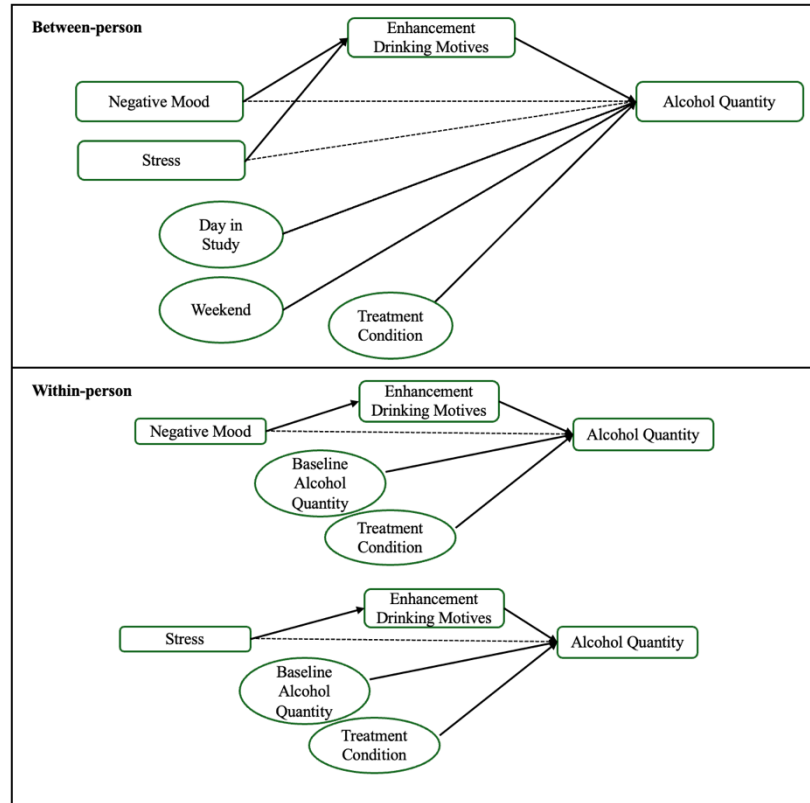 Between-person
Enhancement
Drinking Motives
Negative Mood
Alcohol Quantity
Stress
Day in
Study
Weekend
Treatment
Condition
Within-person
Enhancement
Drinking Motives
Negative Mood
Alcohol Quantity
Baseline
Alcohol
Quantity
Treatment
Condition
Enhancement
Drinking Motives
Stress
Alcohol Quantity
Baseline
Alcohol
Quantity
Treatment
Condition